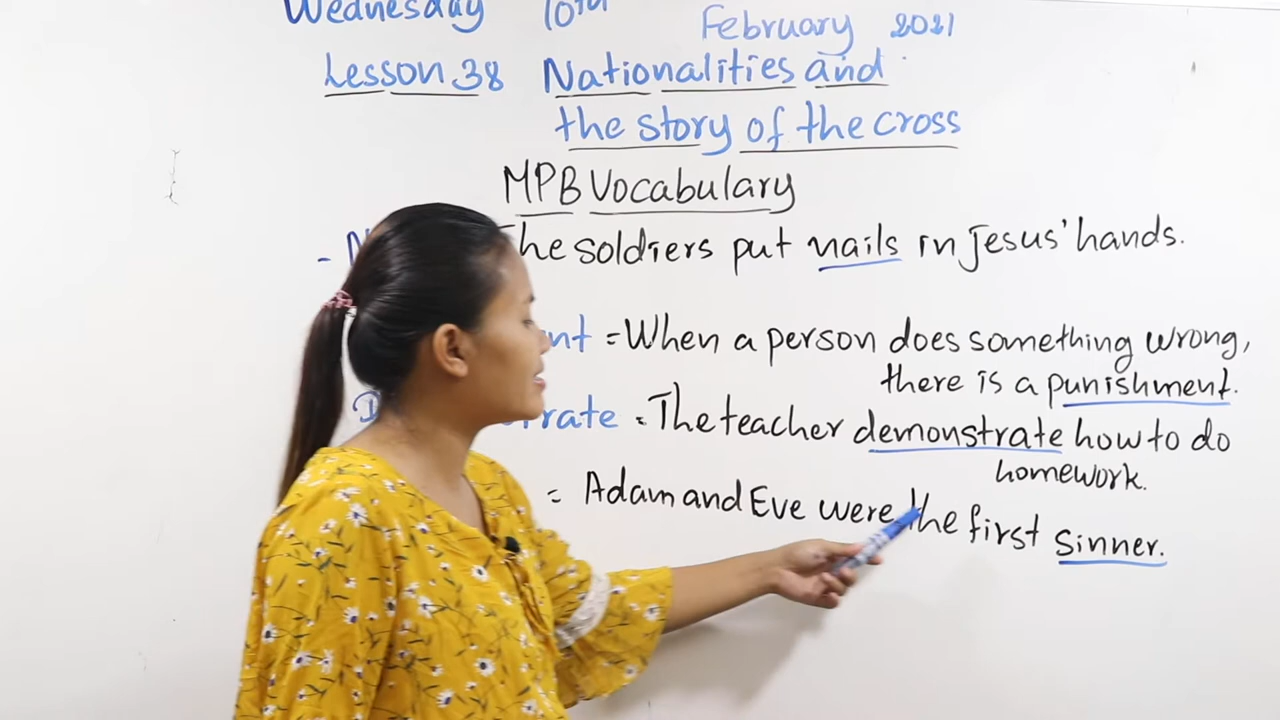 Wednesday 10th February 2021
Lesson 38 Nationalities and
the story of the cross
MPB Vocabulary
- he soldiers put nails in Jesus' hands.
nt = When a person does something wrong,
there is a punishment.
rate = The teacher demonstrate how to do
homework.
= Adam and Eve were the first sinner.